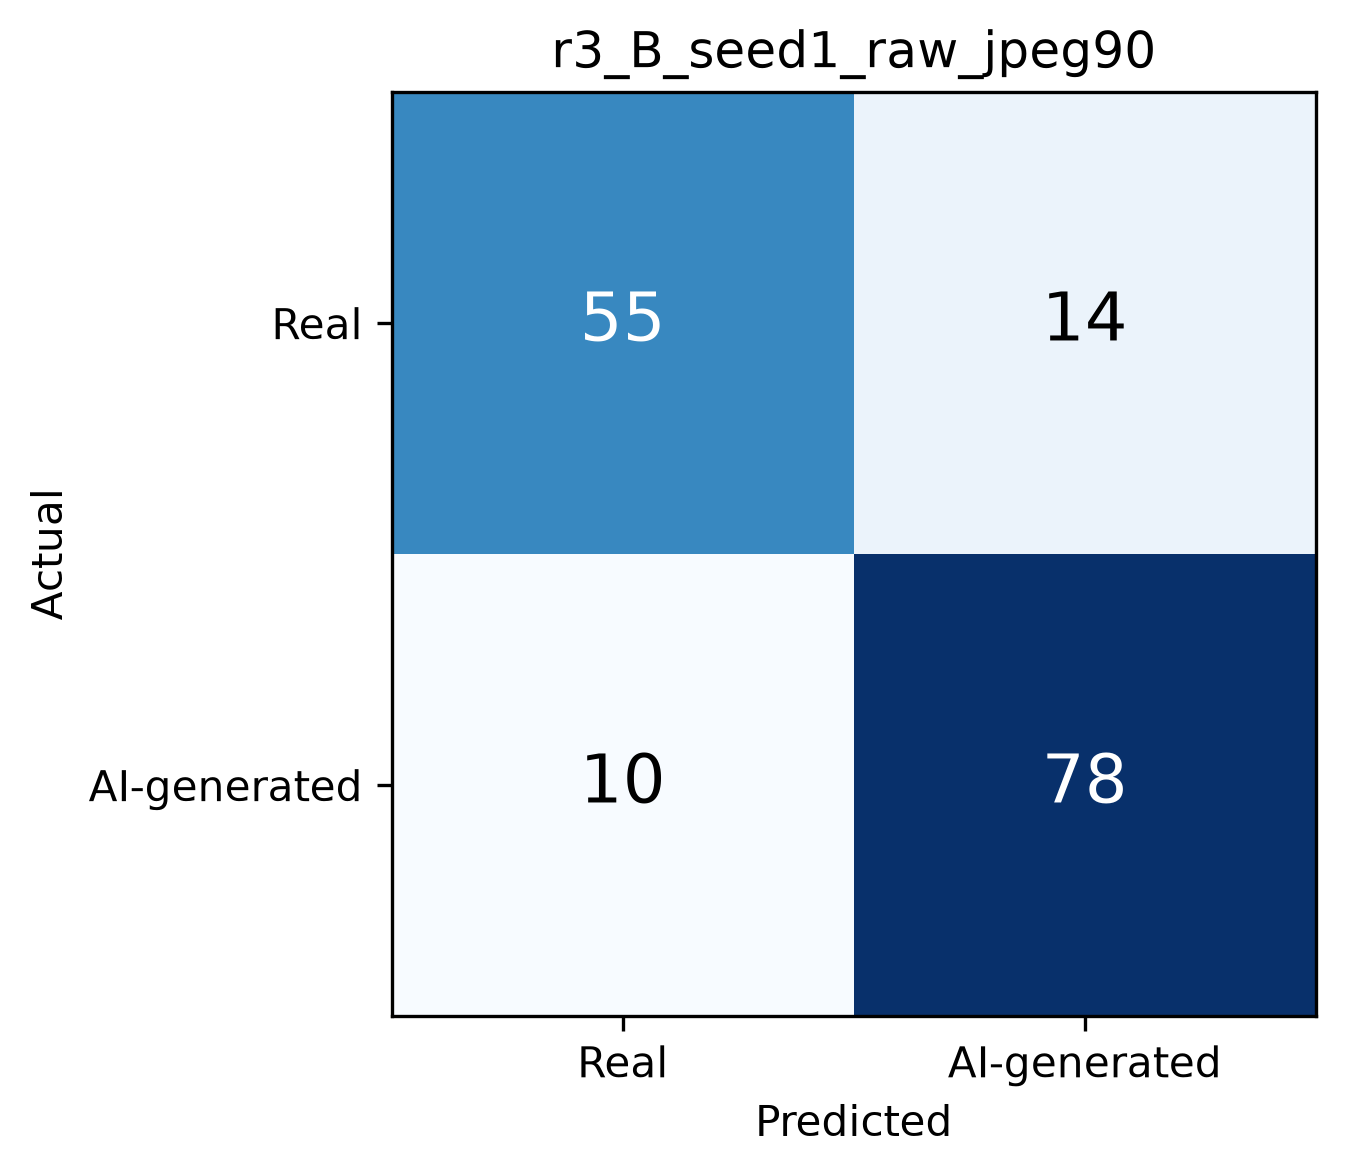 r3_B_seed1_raw_jpeg90
Actual
Real
55
14
AI-generated
10
78
Real
AI-generated
Predicted